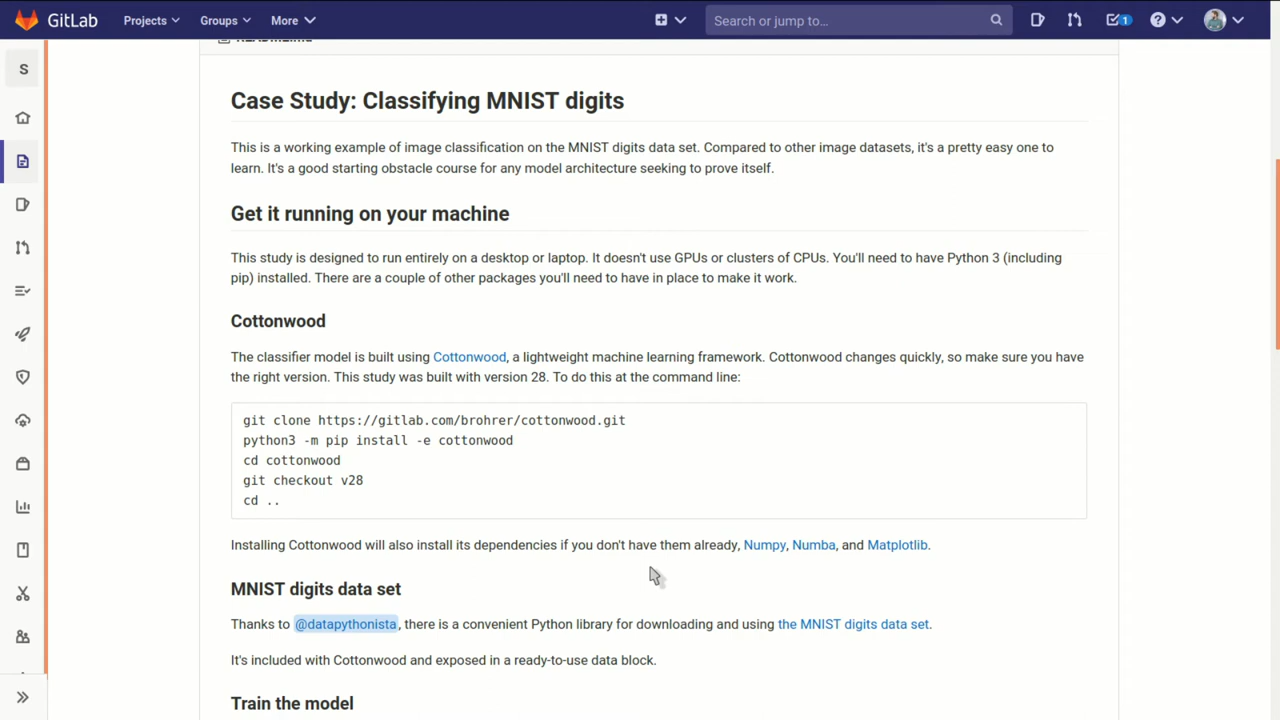 GitLab Projects Groups More Search or jump to... 1
S
Case Study: Classifying MNIST digits
This is a working example of image classification on the MNIST digits data set. Compared to other image datasets, it's a pretty easy one to
learn. It's a good starting obstacle course for any model architecture seeking to prove itself.
Get it running on your machine
This study is designed to run entirely on a desktop or laptop. It doesn't use GPUs or clusters of CPUs. You'll need to have Python 3 (including
pip) installed. There are a couple of other packages you'll need to have in place to make it work.
Cottonwood
The classifier model is built using Cottonwood, a lightweight machine learning framework. Cottonwood changes quickly, so make sure you have
the right version. This study was built with version 28. To do this at the command line:
git clone https://gitlab.com/brohrer/cottonwood.git
python3 -m pip install -e cottonwood
cd cottonwood
git checkout v28
cd ..
Installing Cottonwood will also install its dependencies if you don't have them already, Numpy, Numba, and Matplotlib.
MNIST digits data set
Thanks to @datapythonista, there is a convenient Python library for downloading and using the MNIST digits data set.
It's included with Cottonwood and exposed in a ready-to-use data block.
Train the model